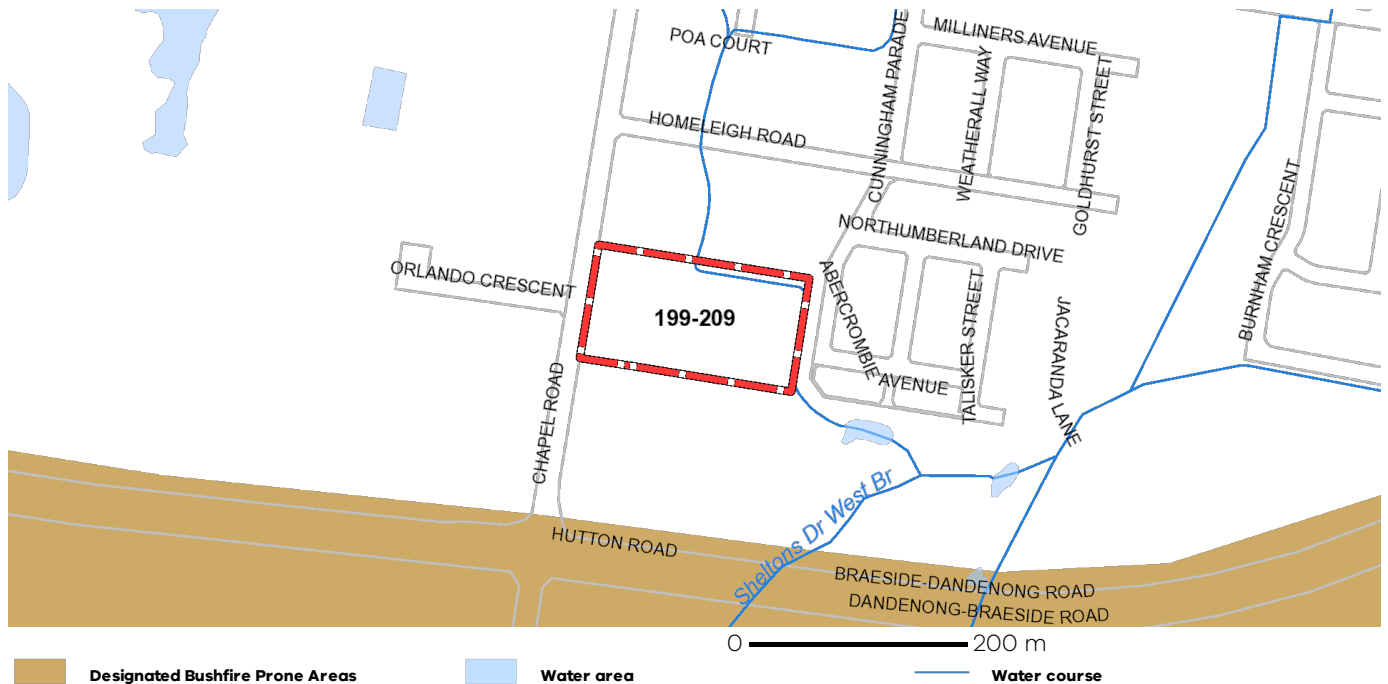 POA COURT
MILLINERS AVENUE
CUNNINGHAM PARADE
WEATHERALL WAY
GOLDHURST STREET
HOMELEIGH ROAD
BURNHAM CRESCENT
NORTHUMBERLAND DRIVE
ORLANDO CRESCENT
199-209
ABERCROMBIE AVENUE
TALISKER STREET
JACARANDA LANE
CHAPEL ROAD
Sheltons Dr West Br
HUTTON ROAD
BRAESIDE-DANDENONG ROAD
DANDENONG-BRAESIDE ROAD
0 200 m
Designated Bushfire Prone Areas
Water area
Water course